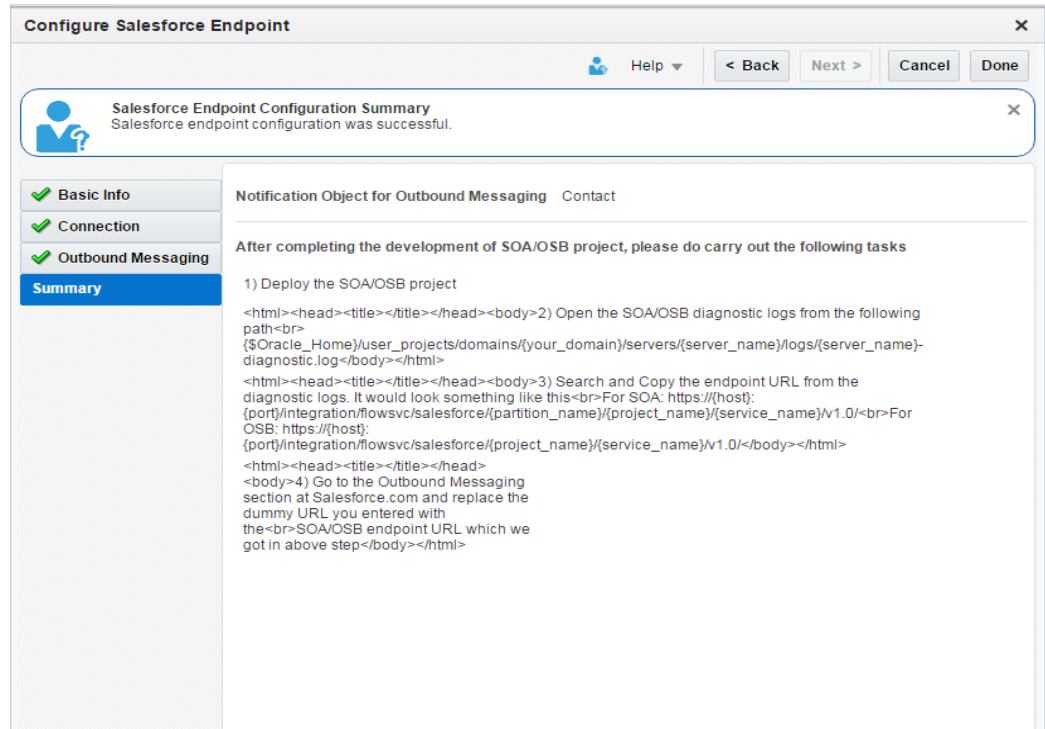 Configure Salesforce Endpoint
Help
< Back
Next >
Cancel
Done
Salesforce Endpoint Configuration Summary
Salesforce endpoint configuration was successful.
Basic Info
Connection
Outbound Messaging
Summary
Notification Object for Outbound Messaging Contact
After completing the development of SOA/OSB project, please do carry out the following tasks
1) Deploy the SOA/OSB project
<html><head><title></title></head><body>2) Open the SOA/OSB diagnostic logs from the following
path<br>
{$Oracle_Home}/user_projects/domains/{your_domain}/servers/{server_name}/logs/{server_name}-
diagnostic.log</body></html>
<html><head><title></title></head><body>3) Search and Copy the endpoint URL from the
diagnostic logs. It would look something like this<br>For SOA: https://{host}:
{port}/integration/flowsvc/salesforce/{partition_name}/{project_name}/{service_name}/v1.0/<br>For
OSB: https://{host}:
{port}/integration/flowsvc/salesforce/{project_name}/{service_name}/v1.0/</body></html>
<html><head><title></title></head>
<body>4) Go to the Outbound Messaging
section at Salesforce.com and replace the
dummy URL you entered with
the<br>SOA/OSB endpoint URL which we
got in above step</body></html>